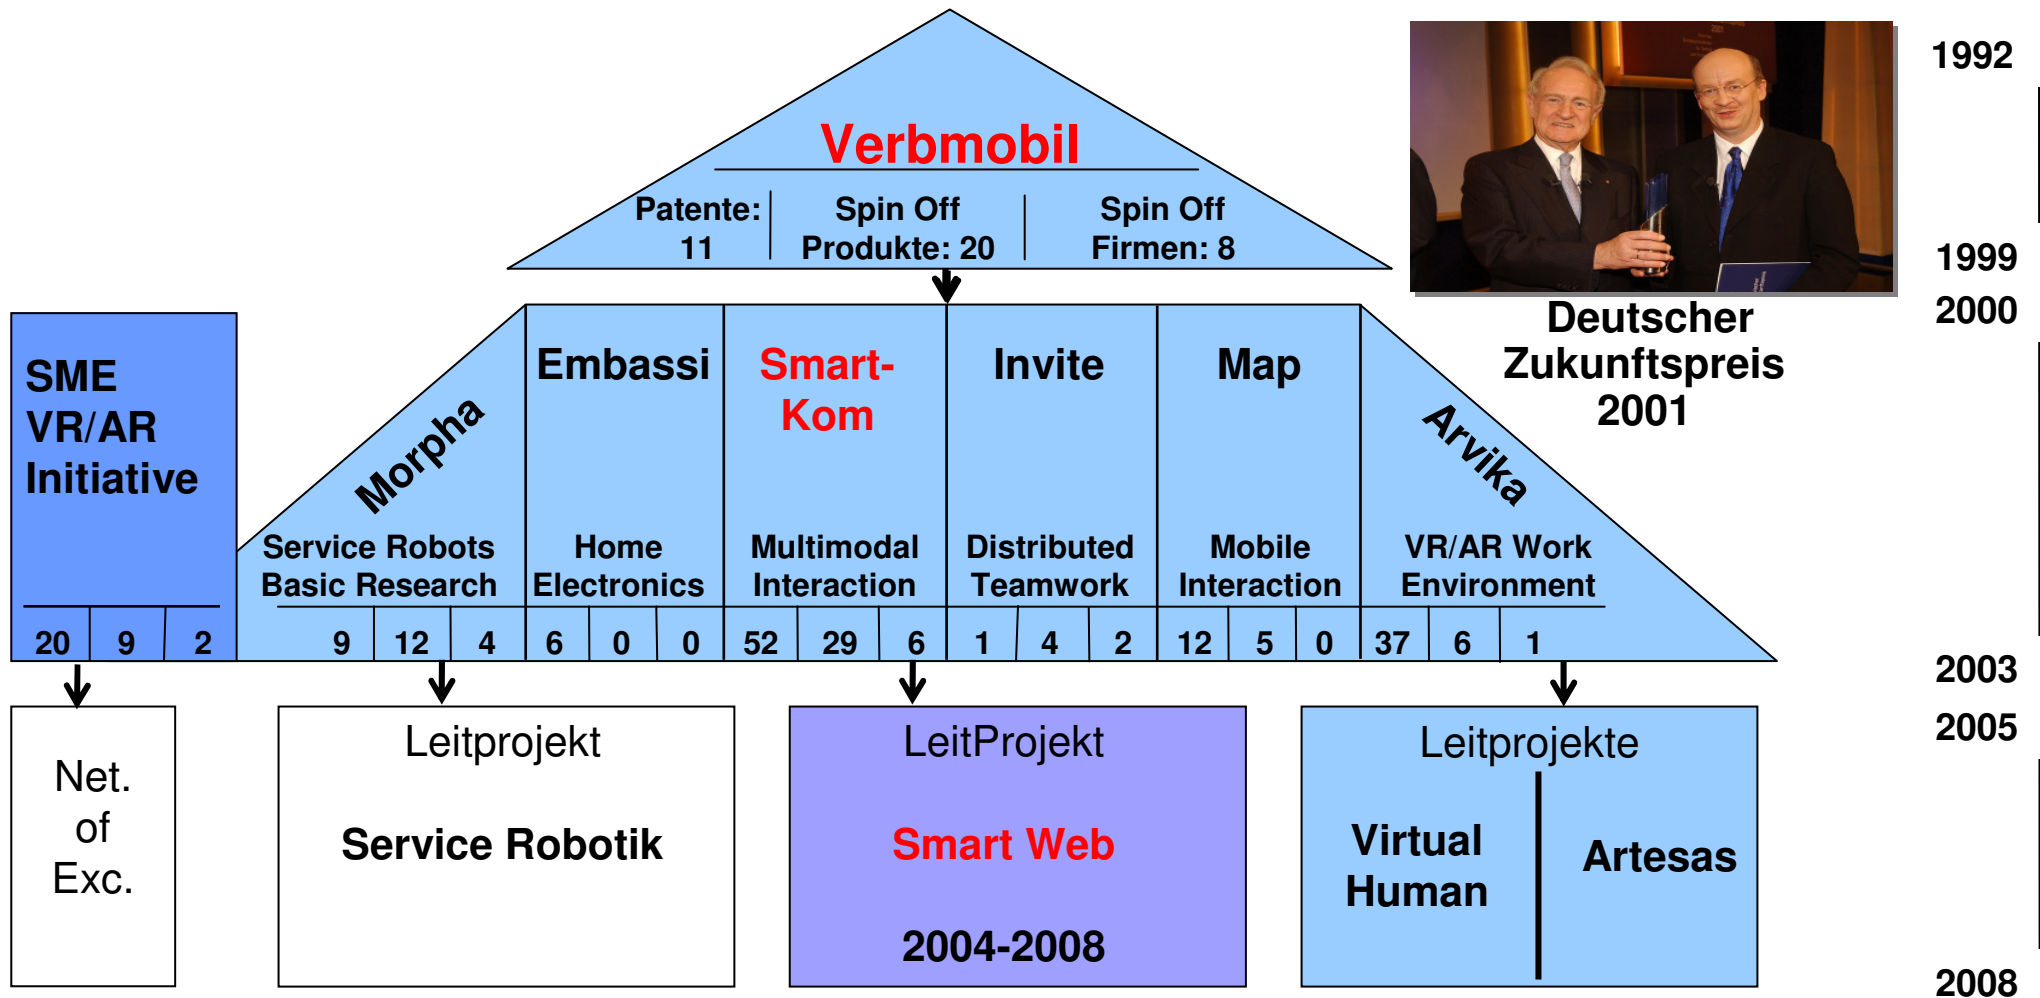 1992
Verbmobil
Patente:
11
Spin Off
Produkte: 20
Spin Off
Firmen: 8
1999
2000
Deutscher
Zukunftspreis
2001
SME
VR/AR
Initiative
20 9 2
Morpha
Service Robots
Basic Research
9 12 4
Embassi
Home
Electronics
6 0 0
Smart-
Kom
Multimodal
Interaction
52 29 6
Invite
Distributed
Teamwork
1 4 2
Map
Mobile
Interaction
12 5 0
Arvika
VR/AR Work
Environment
37 6 1
2003
2005
Net.
of
Exc.
Leitprojekt
Service Robotik
LeitProjekt
Smart Web
2004-2008
Leitprojekte
Virtual
Human
Artesas
2008